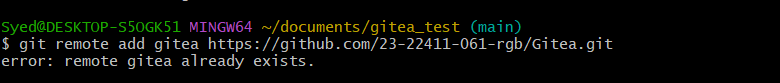 Syed@DESKTOP-S5OGK51 MINGW64 ~/documents/gitea_test (main)
$ git remote add gitea https://github.com/23-22411-061-rgb/Gitea.git
error: remote gitea already exists.